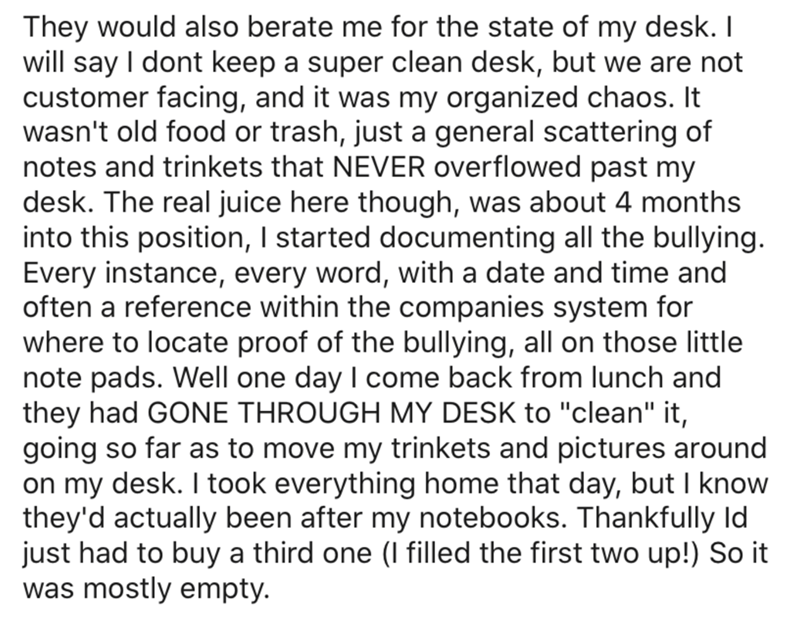 They would also berate me for the state of my desk. I
will say I dont keep a super clean desk, but we are not
customer facing, and it was my organized chaos. It
wasn't old food or trash, just a general scattering of
notes and trinkets that NEVER overflowed past my
desk. The real juice here though, was about 4 months
into this position, I started documenting all the bullying.
Every instance, every word, with a date and time and
often a reference within the companies system for
where to locate proof of the bullying, all on those little
note pads. Well one day I come back from lunch and
they had GONE THROUGH MY DESK to "clean" it,
going so far as to move my trinkets and pictures around
on my desk. I took everything home that day, but I know
they'd actually been after my notebooks. Thankfully Id
just had to buy a third one (I filled the first two up!) So it
was mostly empty.